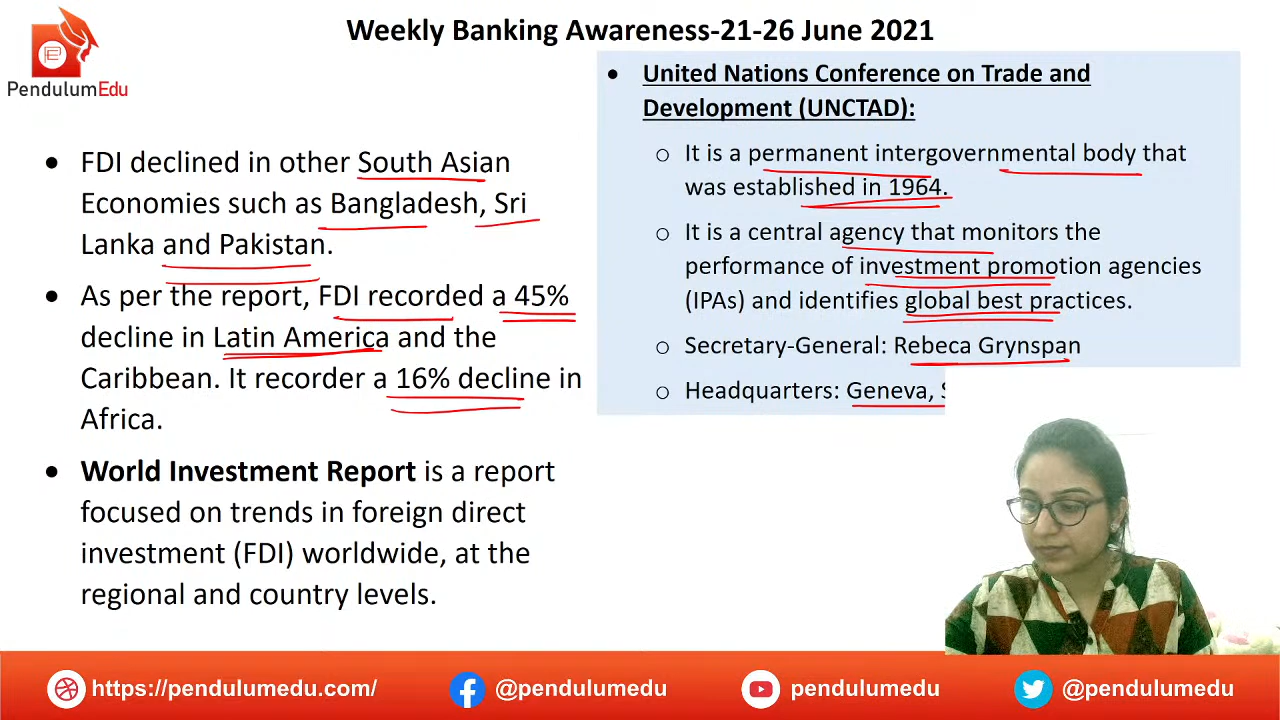 Weekly Banking Awareness-21-26 June 2021
PendulumEdu
FDI declined in other South Asian
Economies such as Bangladesh, Sri
Lanka and Pakistan.
As per the report, FDI recorded a 45%
decline in Latin America and the
Caribbean. It recorder a 16% decline in
Africa.
World Investment Report is a report
focused on trends in foreign direct
investment (FDI) worldwide, at the
regional and country levels.
United Nations Conference on Trade and
Development (UNCTAD):
It is a permanent intergovernmental body that
was established in 1964.
It is a central agency that monitors the
performance of investment promotion agencies
(IPAs) and identifies global best practices.
Secretary-General: Rebeca Grynspan
Headquarters: Geneva,
https://pendulumedu.com/
@pendulumedu
pendulumedu
@pendulumedu